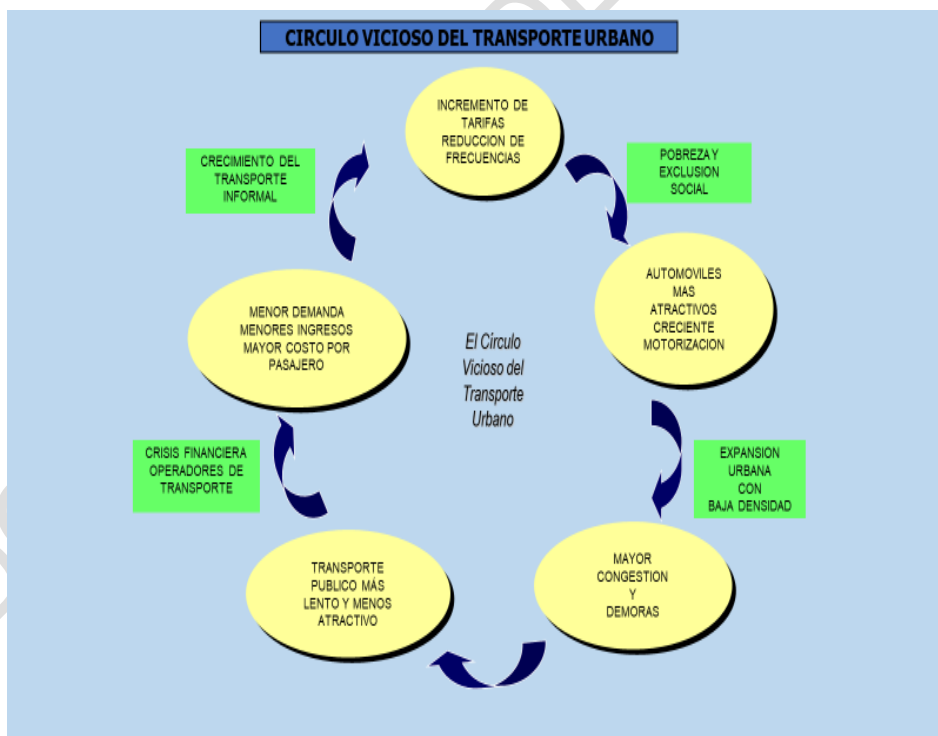 CIRCULO VICIOSO DEL TRANSPORTE URBANO
INCREMENTO DE
TARIFAS
REDUCCION DE
FRECUENCIAS
POBREZA Y
EXCLUSION
SOCIAL
AUTOMOVILES
MAS
ATRACTIVOS
CRECIENTE
MOTORIZACION
EXPANSION
URBANA
CON
BAJA DENSIDAD
MAYOR
CONGESTION
Y
DEMORAS
TRANSPORTE
PUBLICO MÁS
LENTO Y MENOS
ATRACTIVO
CRISIS FINANCIERA
OPERADORES DE
TRANSPORTE
MENOR DEMANDA
MENORES INGRESOS
MAYOR COSTO POR
PASAJERO
CRECIMIENTO DEL
TRANSPORTE
INFORMAL
El Círculo
Vicioso del
Transporte
Urbano